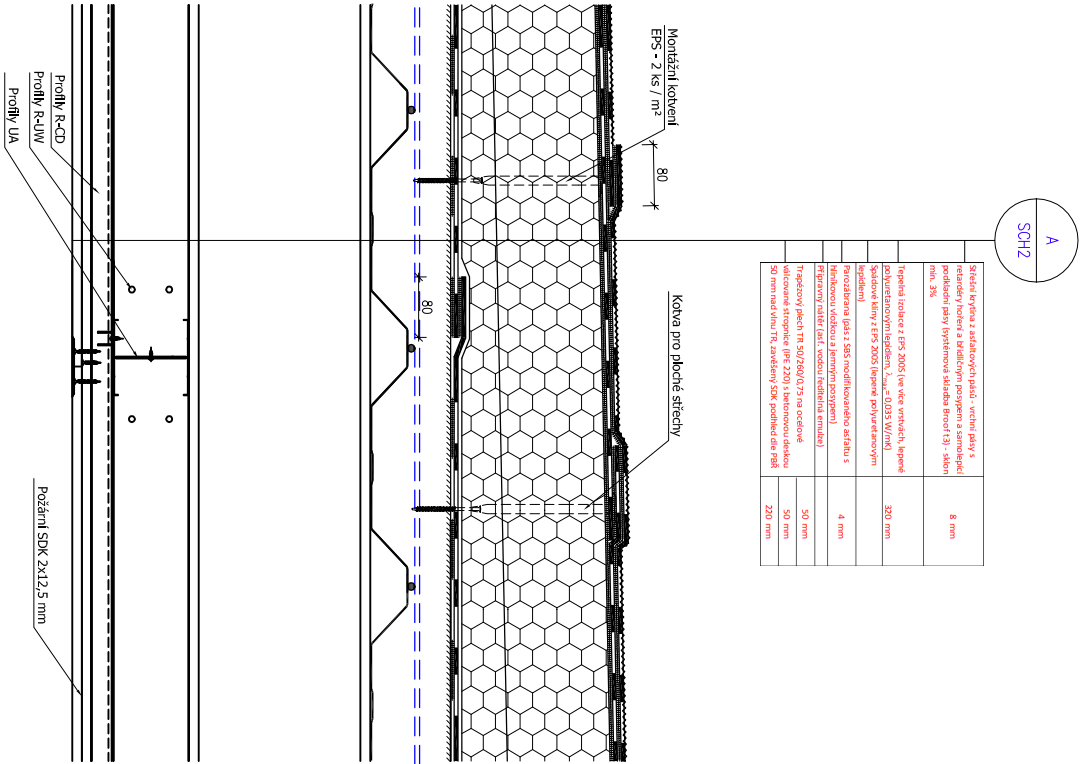 A
SCH2
Střešní krytina z asfaltových pásů - vrchní pásy s
retardéry hoření a břidličným posypem a samolepící
podkladní pásy (systémová skladba Broof t3) - sklon
min. 3%
8 mm
Tepelná izolace z EPS 200S (ve více vrstvách, lepené
polyuretanovým lepidlem, λmax= 0,035 W/mK)
320 mm
Spádové klíny z EPS 200S (lepené polyuretanovým
lepidlem)
Parozábrana (pás z SBS modifikovaného asfaltu s
hliníkovou vložkou a jemným posypem)
4 mm
Přípravný nátěr (asf. vodou ředitelná emulze)
Trapézový plech TR 50/260/0,75 na ocelové
válcované stropnice (IPE 220) s betonovou deskou
50 mm nad vlnu TR, zavěšený SDK podhled dle PBŘ
50 mm
50 mm
220 mm
Montážní kotvení
EPS - 2 ks / m²
80
Kotva pro ploché střechy
80
Profily R-CD
Profily R-UW
Profily UA
Požární SDK 2x12,5 mm